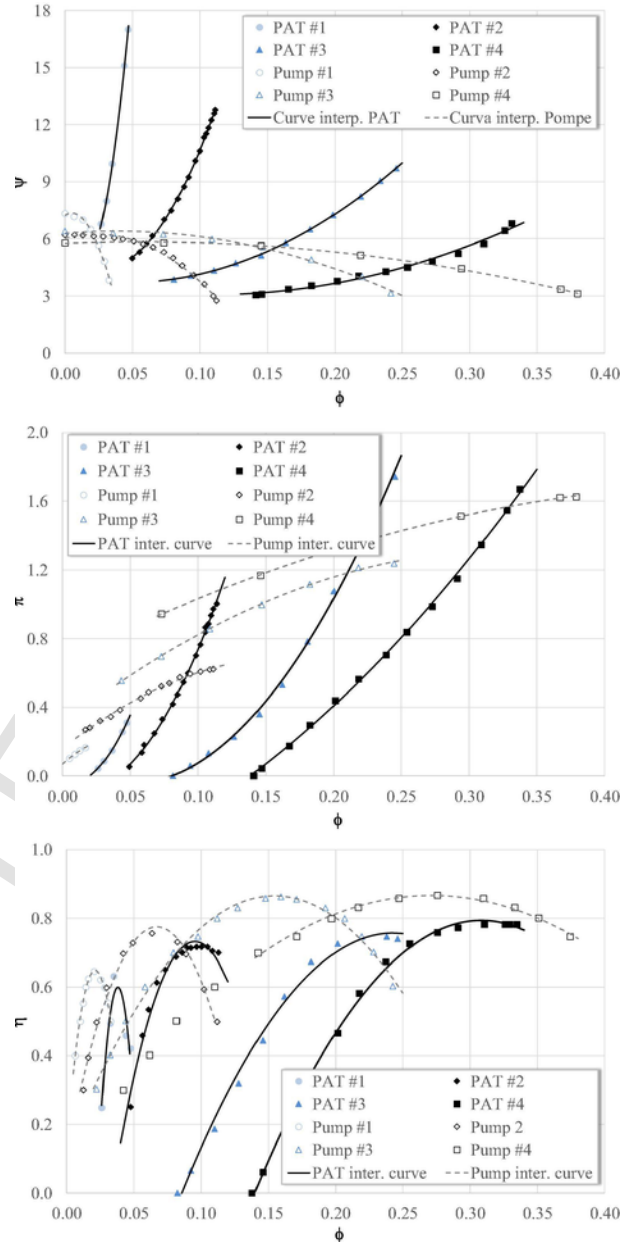 18
15
12
9
6
3
0
ψ
PAT #1 PAT #2
PAT #3 PAT #4
Pump #1 Pump #2
Pump #3 Pump #4
Curve interp. PAT Curva interp. Pompe
0.00 0.05 0.10 0.15 0.20 0.25 0.30 0.35 0.40
ϕ
2.0
1.6
1.2
0.8
0.4
0.0
π
PAT #1 PAT #2
PAT #3 PAT #4
Pump #1 Pump #2
Pump #3 Pump #4
PAT inter. curve Pump inter. curve
0.00 0.05 0.10 0.15 0.20 0.25 0.30 0.35 0.40
ϕ
1.0
0.8
0.6
0.4
0.2
0.0
η
PAT #1 PAT #2
PAT #3 PAT #4
Pump #1 Pump 2
Pump #3 Pump #4
PAT inter. curve Pump inter. curve
0.00 0.05 0.10 0.15 0.20 0.25 0.30 0.35 0.40
ϕ